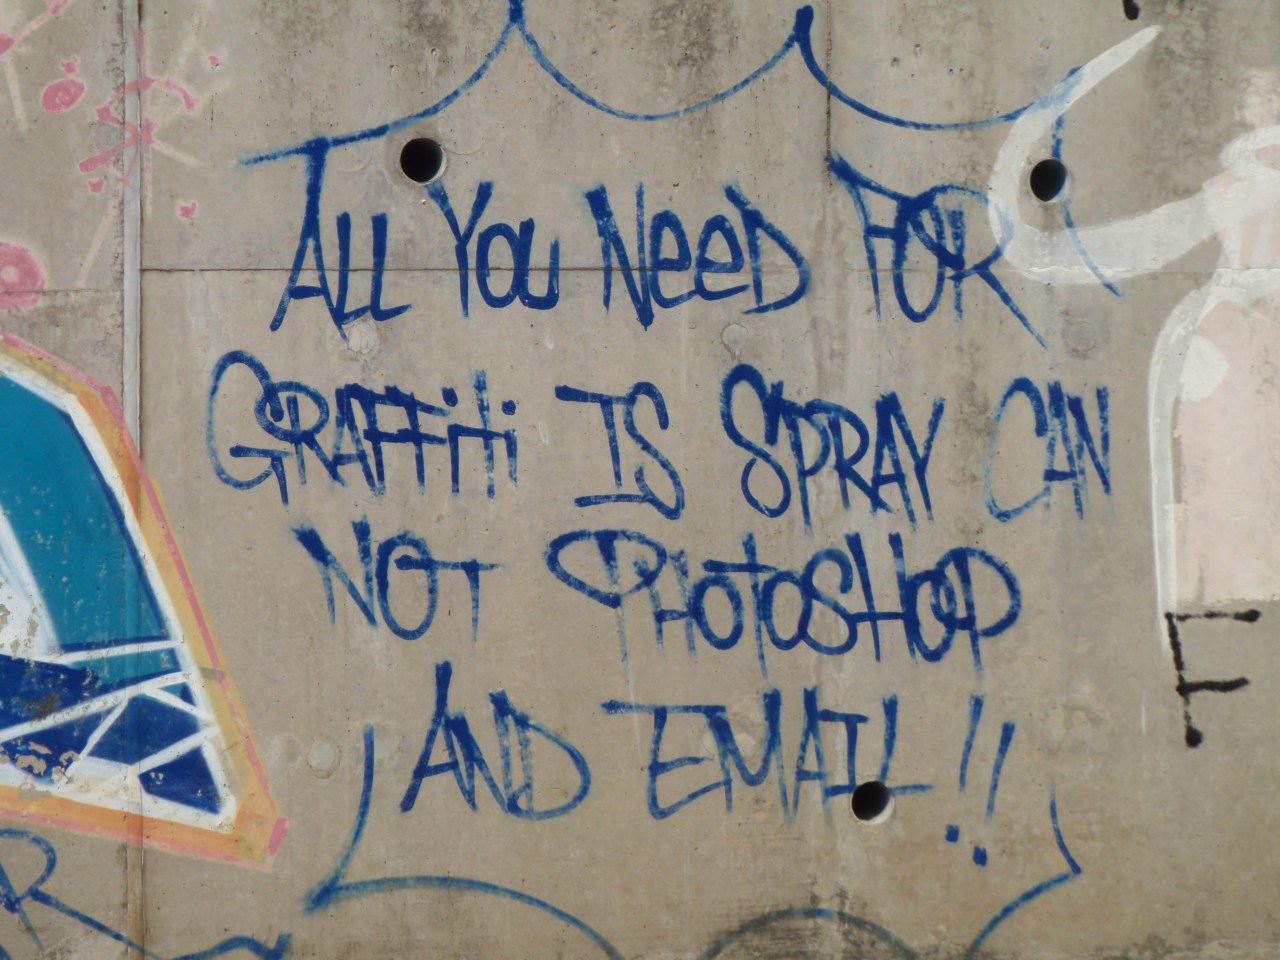 ALL YOU NEED FOR
GRAFFITI IS SPRAY CAN
NOT PHOTOSHOP
AND EMAIL!!
F
R